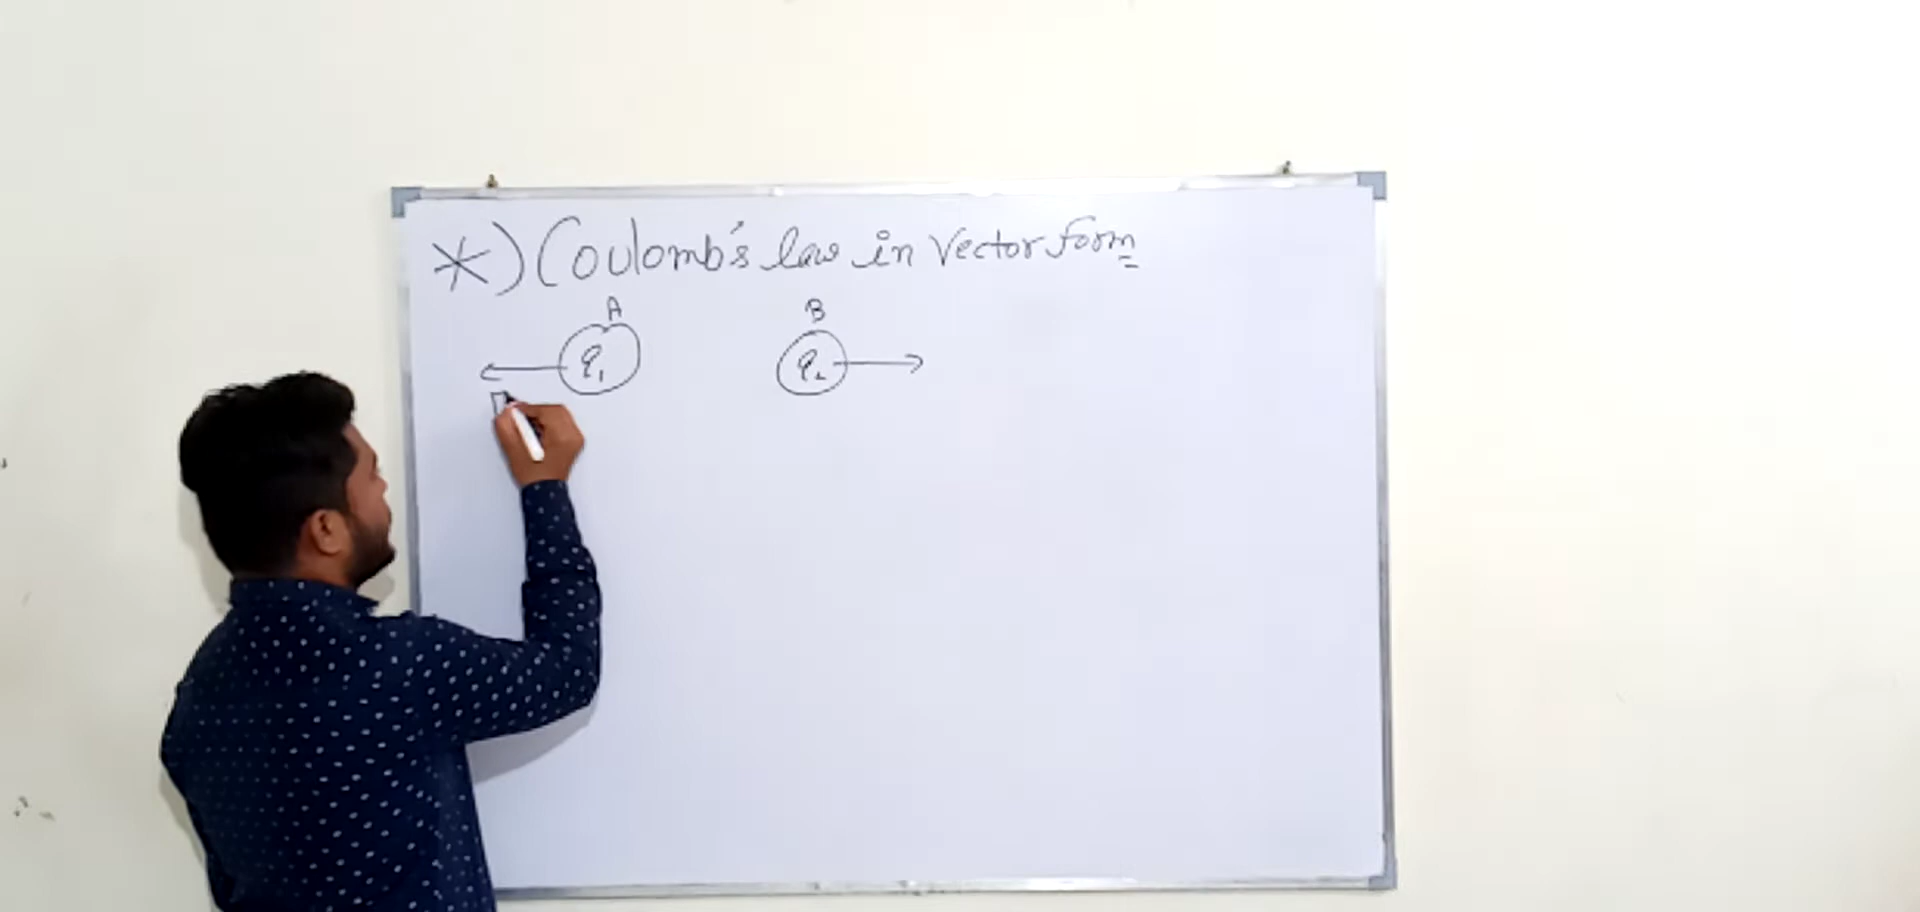 *) Coulomb's law in Vector form
A B
q₁ q₂